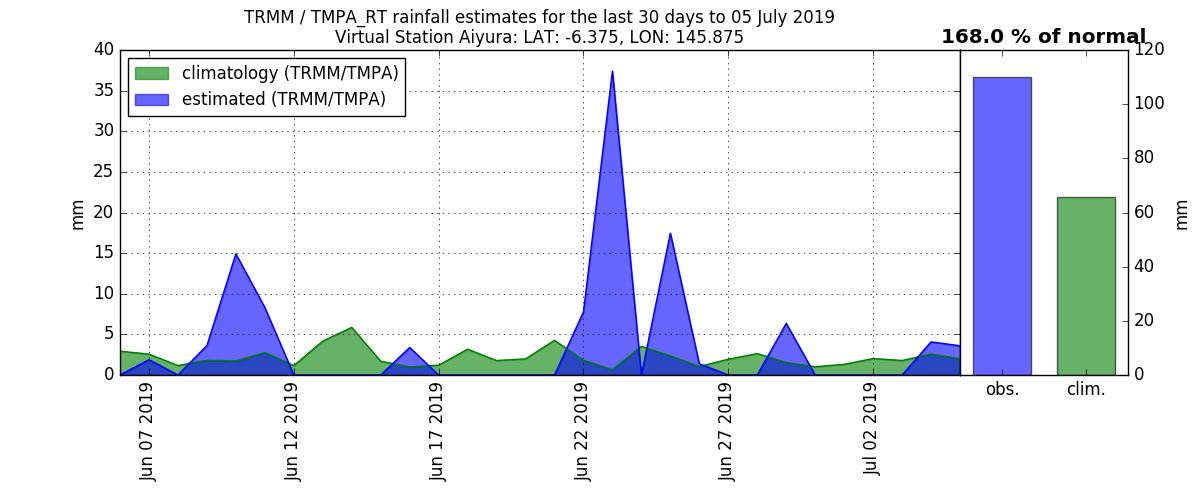 TRMM / TMPA_RT rainfall estimates for the last 30 days to 05 July 2019
Virtual Station Aiyura: LAT: -6.375, LON: 145.875
168.0 % of normal
climatology (TRMM/TMPA)
estimated (TRMM/TMPA)
40
35
30
25
20
15
10
5
0
mm
Jun 07 2019
Jun 12 2019
Jun 17 2019
Jun 22 2019
Jun 27 2019
Jul 02 2019
obs.
clim.
120
100
80
60
40
20
0
mm